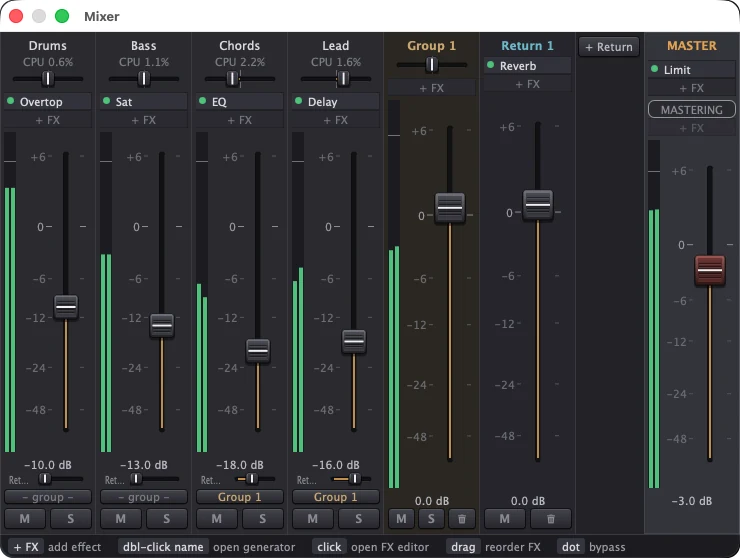 Mixer
Drums
CPU 0.6%
Overtop
+ FX
+6
0
-6
-12
-24
-48
-10.0 dB
Ret...
- group -
M S
Bass
CPU 1.1%
Sat
+ FX
+6
0
-6
-12
-24
-48
-13.0 dB
Ret...
- group -
M S
Chords
CPU 2.2%
EQ
+ FX
+6
0
-6
-12
-24
-48
-18.0 dB
Ret...
Group 1
M S
Lead
CPU 1.6%
Delay
+ FX
+6
0
-6
-12
-24
-48
-16.0 dB
Ret...
Group 1
M S
Group 1
+ FX
+6
0
-6
-12
-24
-48
0.0 dB
M S
Return 1
Reverb
+ FX
+6
0
-6
-12
-24
-48
0.0 dB
M
+ Return
MASTER
Limit
+ FX
MASTERING
+ FX
+6
0
-6
-12
-24
-48
-3.0 dB
+ FX add effect dbl-click name open generator click open FX editor drag reorder FX dot bypass